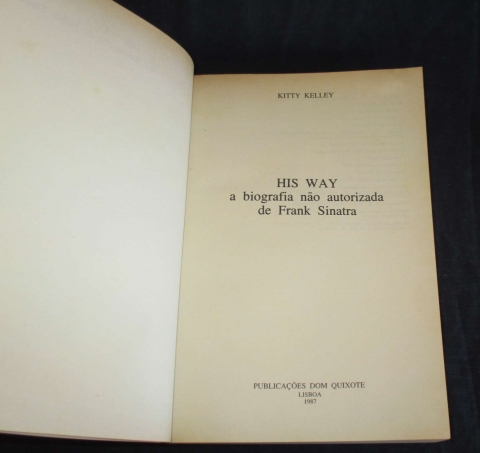 KITTY KELLEY
HIS WAY
a biografia não autorizada
de Frank Sinatra
PUBLICAÇÕES DOM QUIXOTE
LISBOA
1987